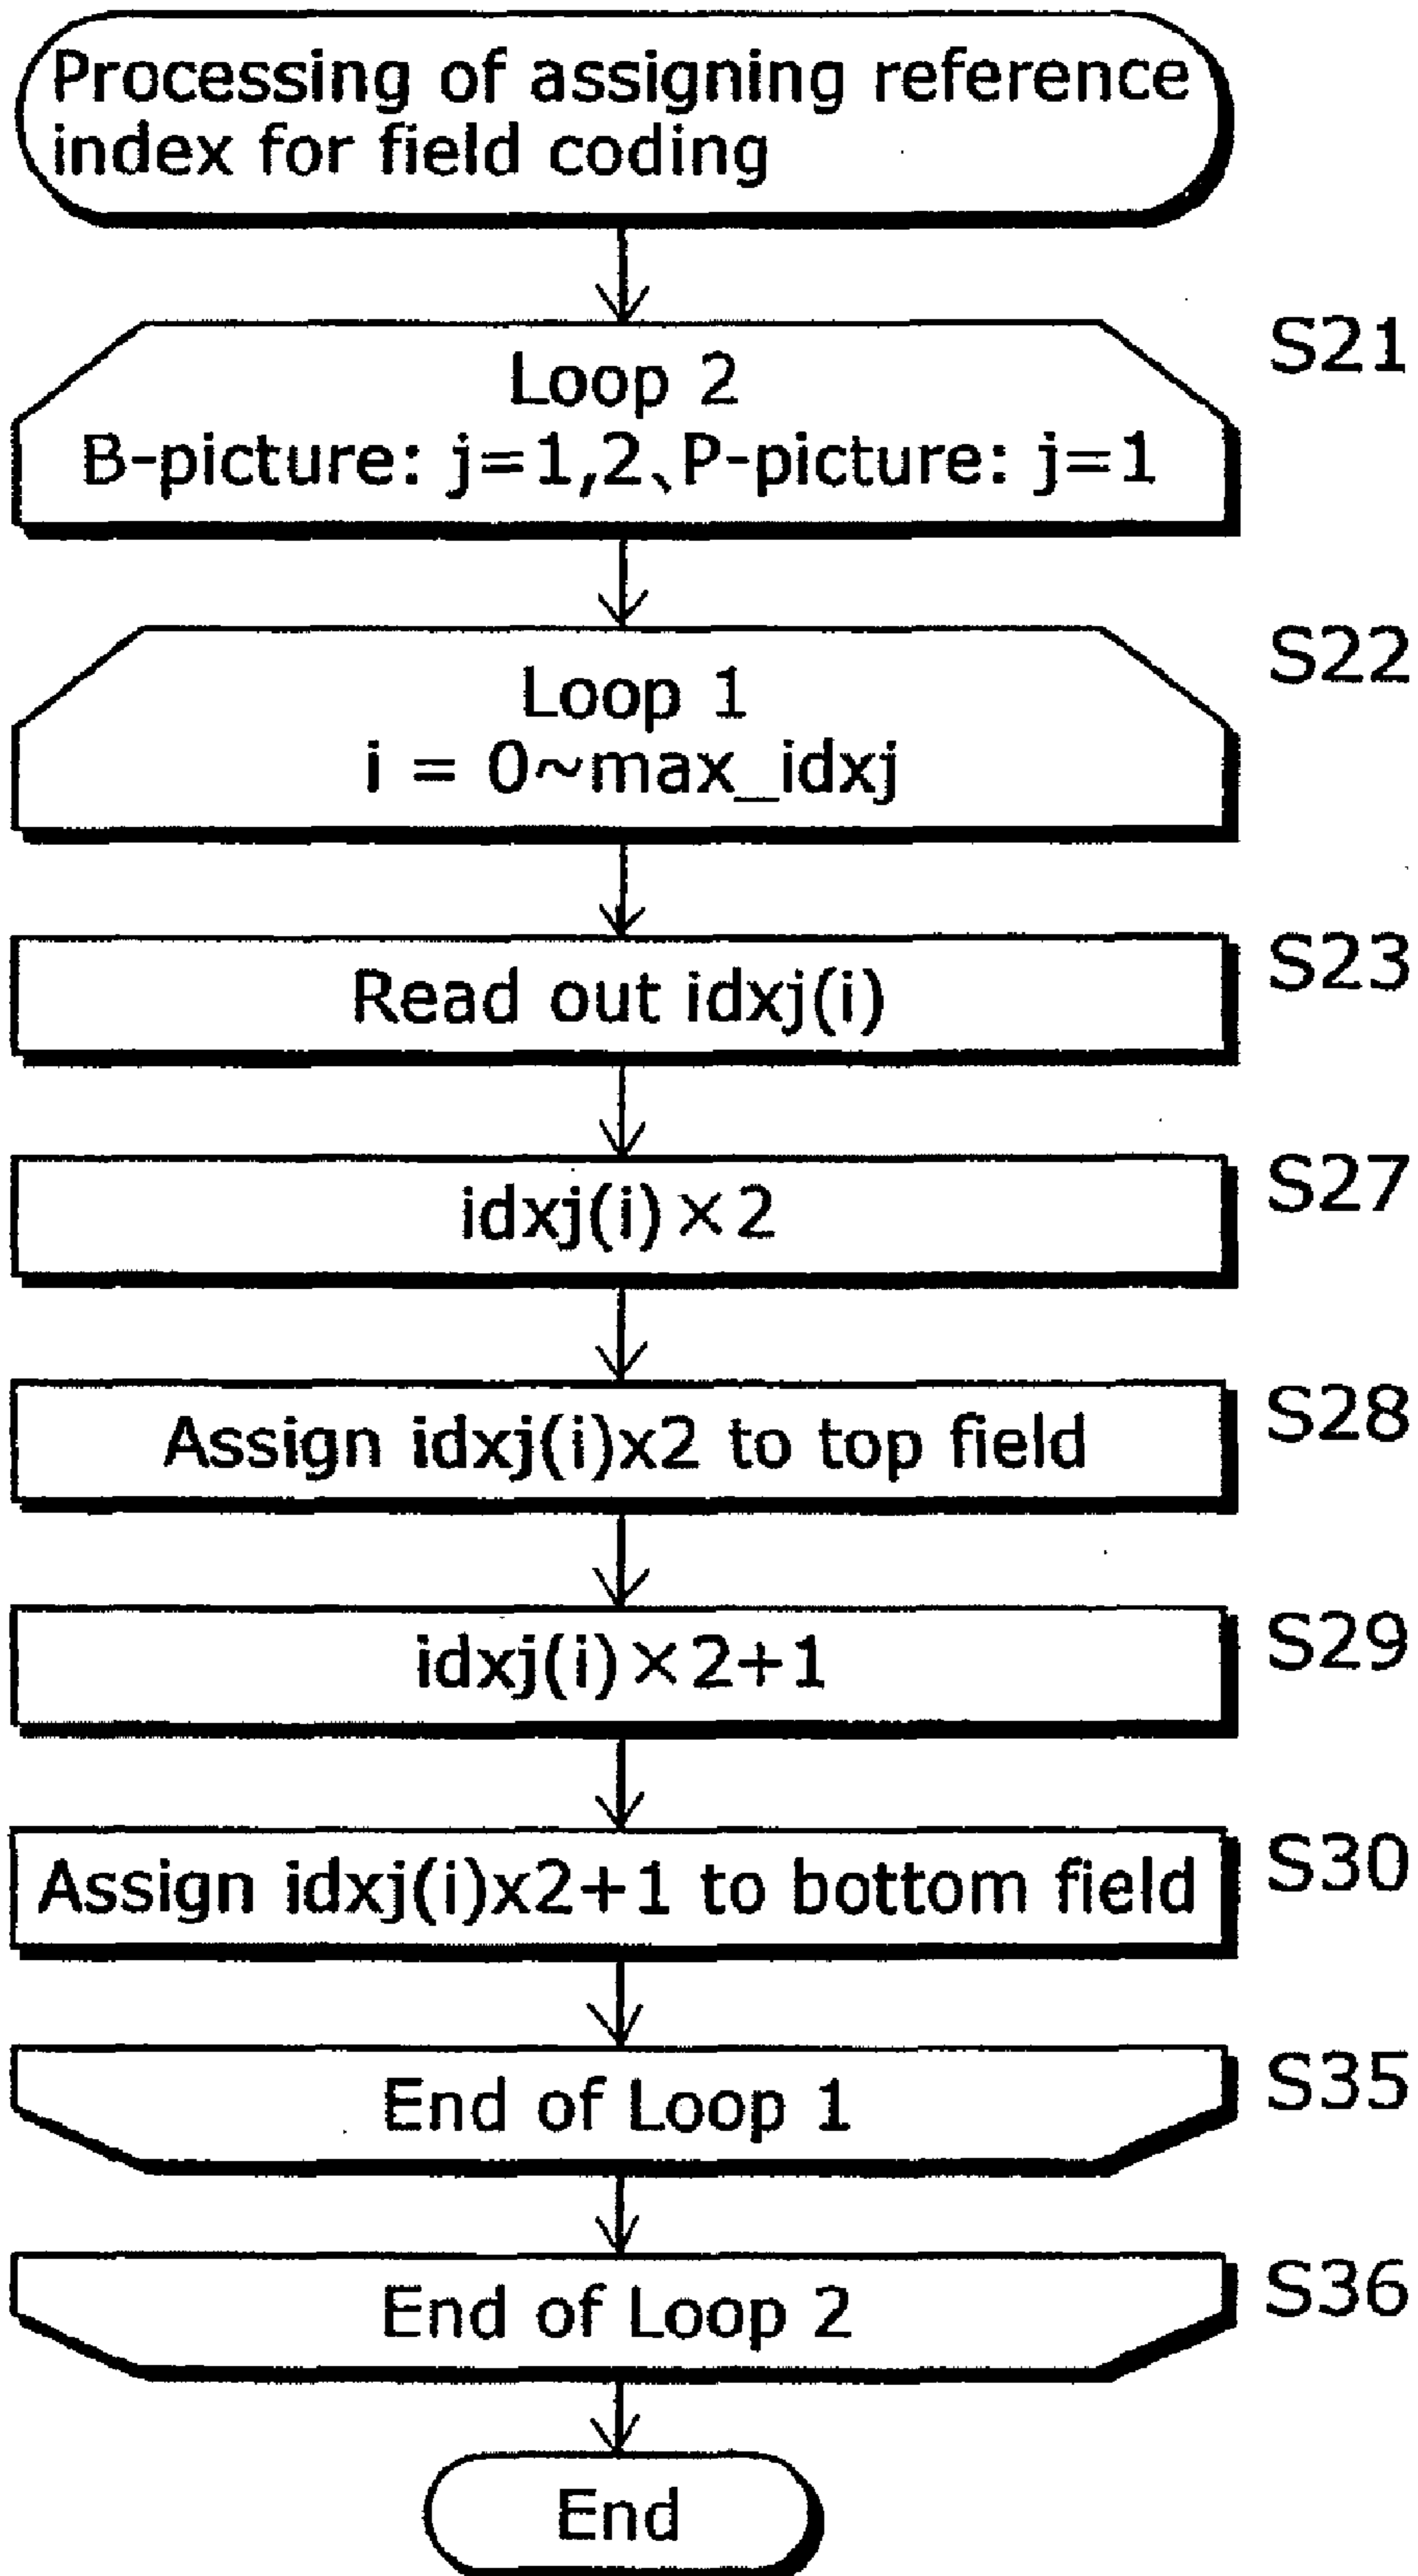 Processing of assigning reference
index for field coding
S21
Loop 2
B-picture: j=1,2、P-picture: j=1
S22
Loop 1
i = 0~max_idxj
S23
Read out idxj(i)
S27
idxj(i)×2
S28
Assign idxj(i)x2 to top field
S29
idxj(i)×2+1
S30
Assign idxj(i)x2+1 to bottom field
S35
End of Loop 1
S36
End of Loop 2
End